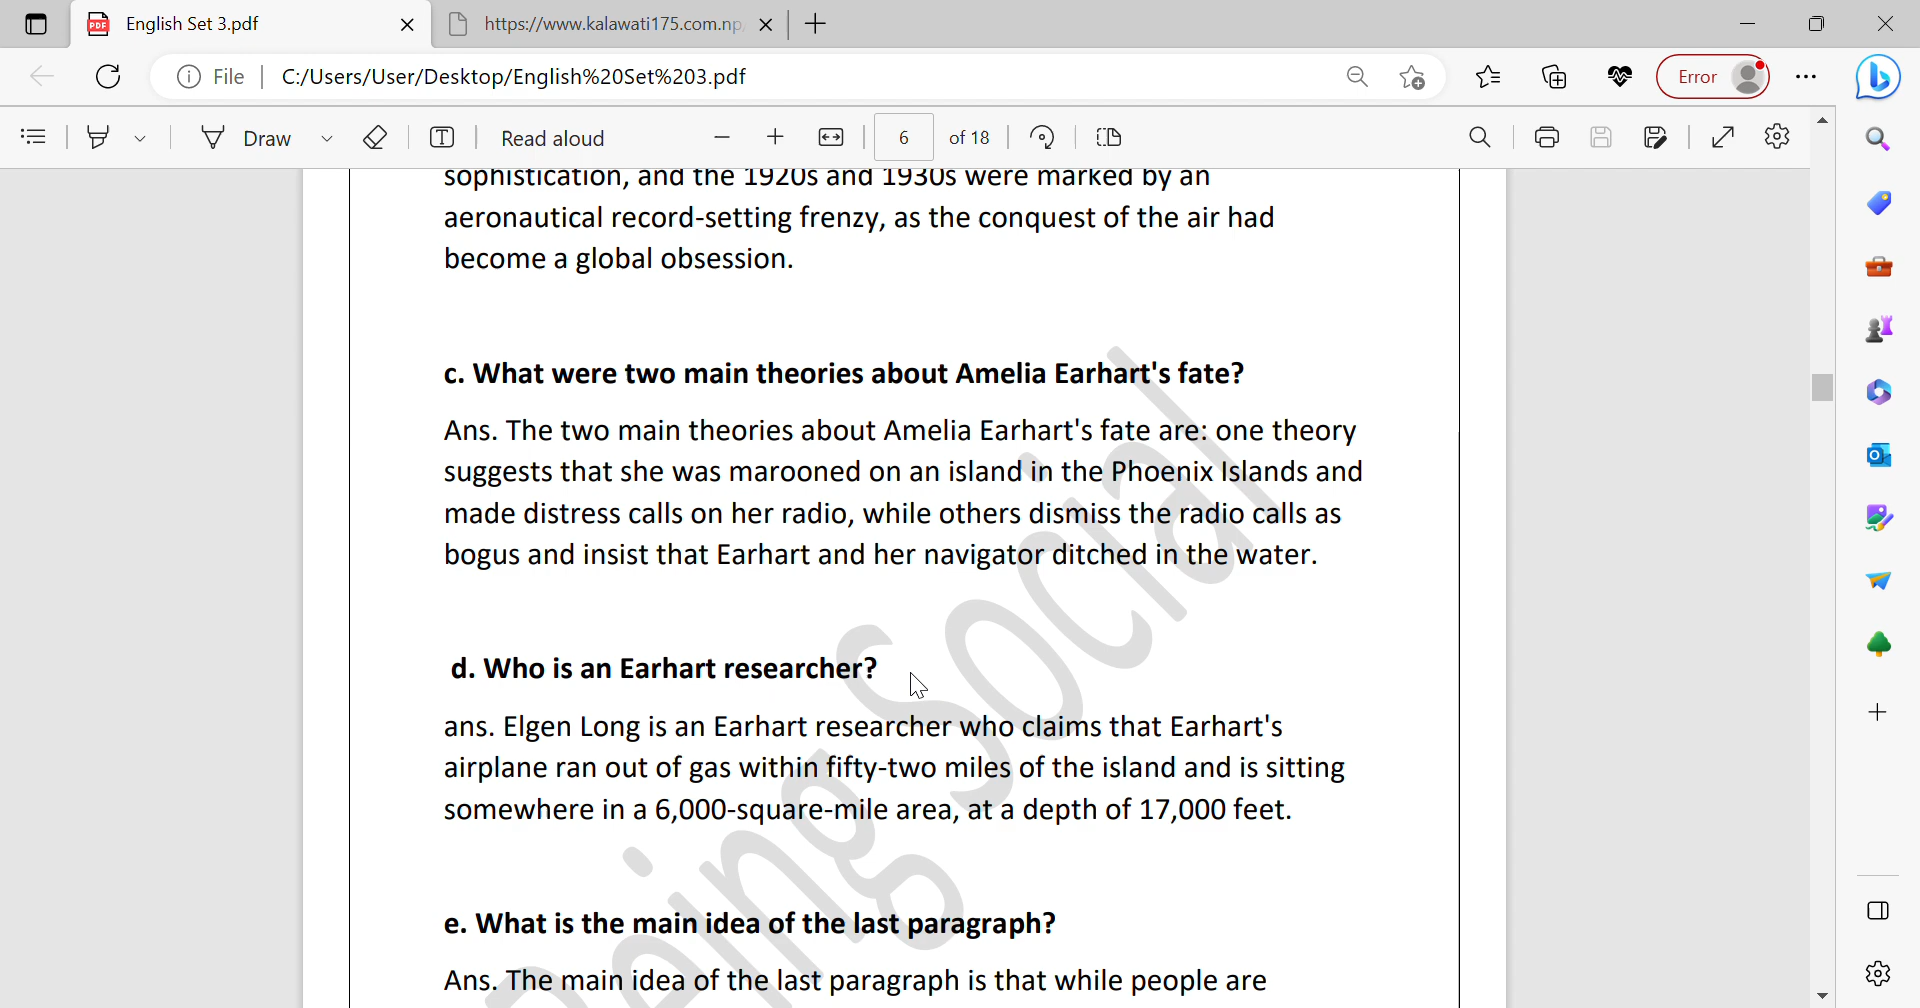 English Set 3.pdf
https://www.kalawati175.com.np/
File
C:/Users/User/Desktop/English%20Set%203.pdf
Error
Draw
Read aloud
6
of 18
sophistication, and the 1920s and 1930s were marked by an
aeronautical record-setting frenzy, as the conquest of the air had
become a global obsession.
c. What were two main theories about Amelia Earhart's fate?
Ans. The two main theories about Amelia Earhart's fate are: one theory
suggests that she was marooned on an island in the Phoenix Islands and
made distress calls on her radio, while others dismiss the radio calls as
bogus and insist that Earhart and her navigator ditched in the water.
d. Who is an Earhart researcher?
ans. Elgen Long is an Earhart researcher who claims that Earhart's
airplane ran out of gas within fifty-two miles of the island and is sitting
somewhere in a 6,000-square-mile area, at a depth of 17,000 feet.
e. What is the main idea of the last paragraph?
Ans. The main idea of the last paragraph is that while people are
Being Social